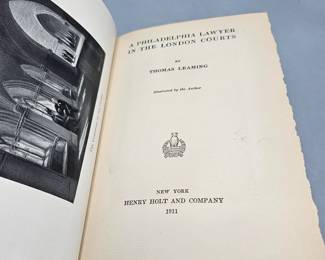 A PHILADELPHIA LAWYER
IN THE LONDON COURTS
BY
THOMAS LEAMING
Illustrated by the Author
NEW YORK
HENRY HOLT AND COMPANY
1911